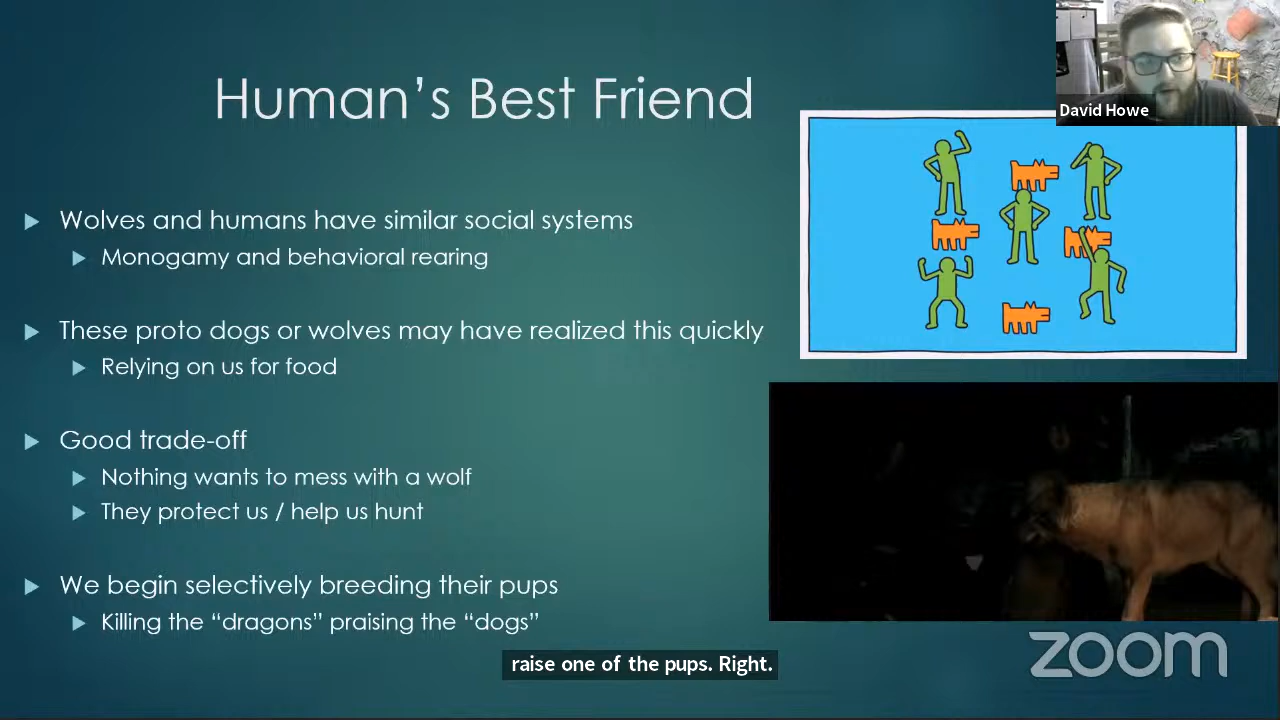 Human’s Best Friend
David Howe
Wolves and humans have similar social systems
Monogamy and behavioral rearing
These proto dogs or wolves may have realized this quickly
Relying on us for food
Good trade-off
Nothing wants to mess with a wolf
They protect us / help us hunt
We begin selectively breeding their pups
Killing the “dragons” praising the “dogs”
raise one of the pups. Right.
zoom